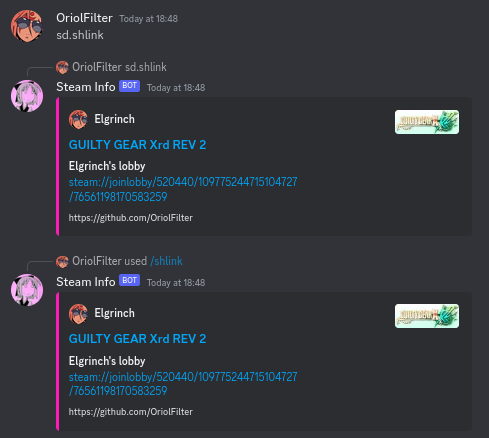 OriolFilter Today at 18:48
sd.shlink
OriolFilter sd.shlink
Steam Info BOT Today at 18:48
Elgrinch
GUILTY GEAR Xrd REV 2
Elgrinch's lobby
steam://joinlobby/520440/109775244715104727
/76561198170583259
https://github.com/OriolFilter
OriolFilter used /shlink
Steam Info BOT Today at 18:48
Elgrinch
GUILTY GEAR Xrd REV 2
Elgrinch's lobby
steam://joinlobby/520440/109775244715104727
/76561198170583259
https://github.com/OriolFilter